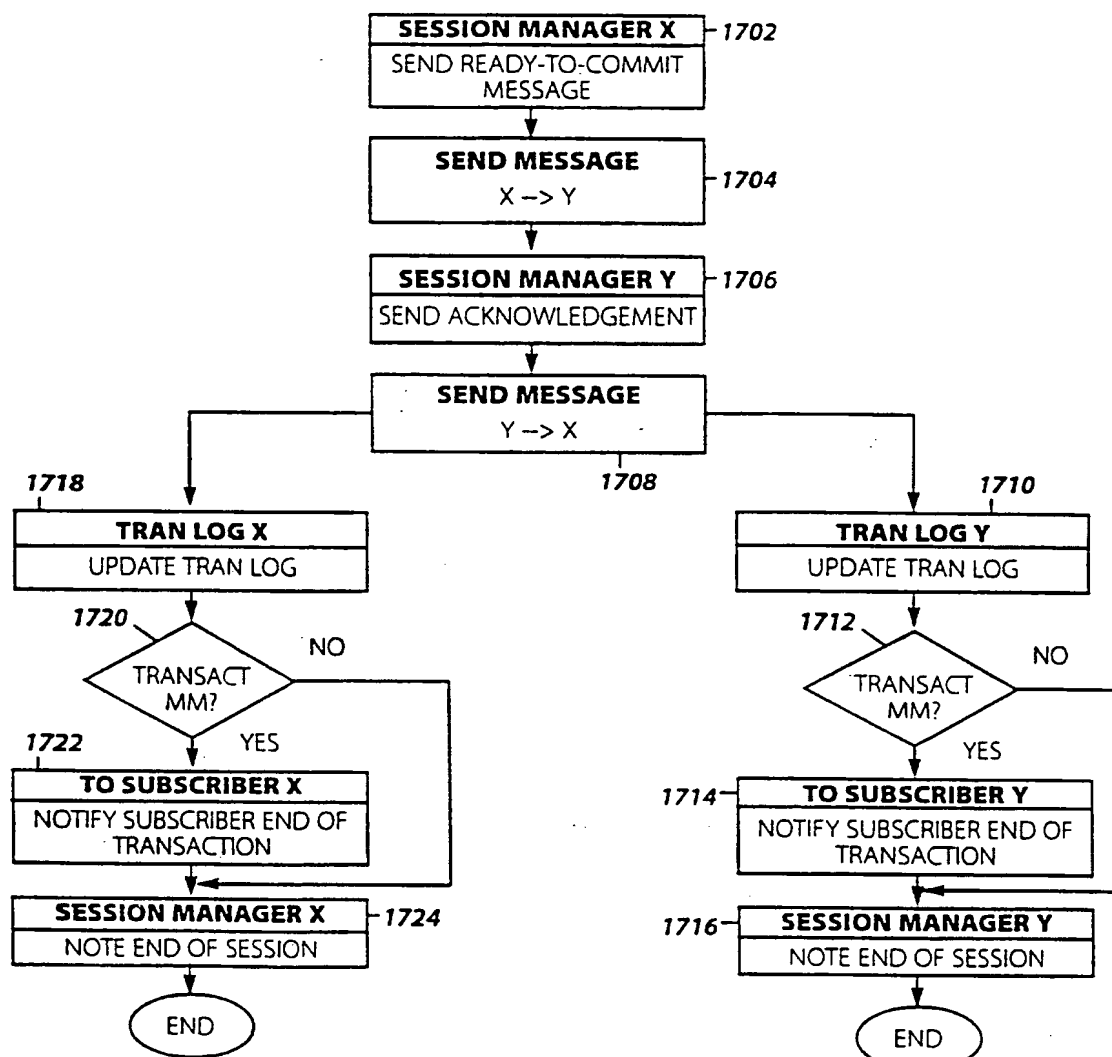 SESSION MANAGER X
1702
SEND READY-TO-COMMIT
MESSAGE
SEND MESSAGE
X --> Y
1704
SESSION MANAGER Y
1706
SEND ACKNOWLEDGEMENT
SEND MESSAGE
Y --> X
1708
1718
TRAN LOG X
UPDATE TRAN LOG
1720
TRANSACT
MM?
NO
YES
1722
TO SUBSCRIBER X
NOTIFY SUBSCRIBER END OF
TRANSACTION
SESSION MANAGER X
1724
NOTE END OF SESSION
END
1710
TRAN LOG Y
UPDATE TRAN LOG
1712
TRANSACT
MM?
NO
YES
1714
TO SUBSCRIBER Y
NOTIFY SUBSCRIBER END OF
TRANSACTION
1716
SESSION MANAGER Y
NOTE END OF SESSION
END